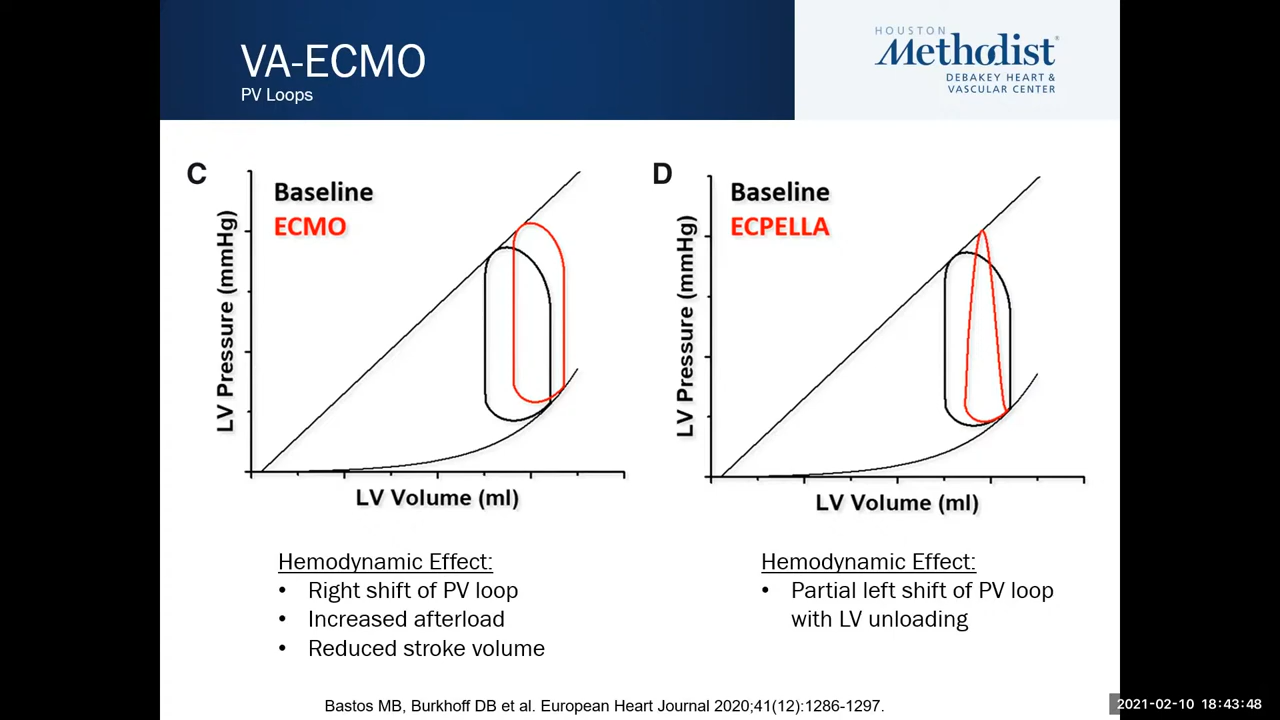 VA-ECMO
PV Loops
HOUSTON
Methodist®
DEBAKEY HEART &
VASCULAR CENTER
C
Baseline
ECMO
LV Pressure (mmHg)
LV Volume (ml)
D
Baseline
ECPELLA
LV Pressure (mmHg)
LV Volume (ml)
Hemodynamic Effect:
• Right shift of PV loop
• Increased afterload
• Reduced stroke volume
Hemodynamic Effect:
• Partial left shift of PV loop
with LV unloading
Bastos MB, Burkhoff DB et al. European Heart Journal 2020;41(12):1286-1297.
2021-02-10 18:43:48